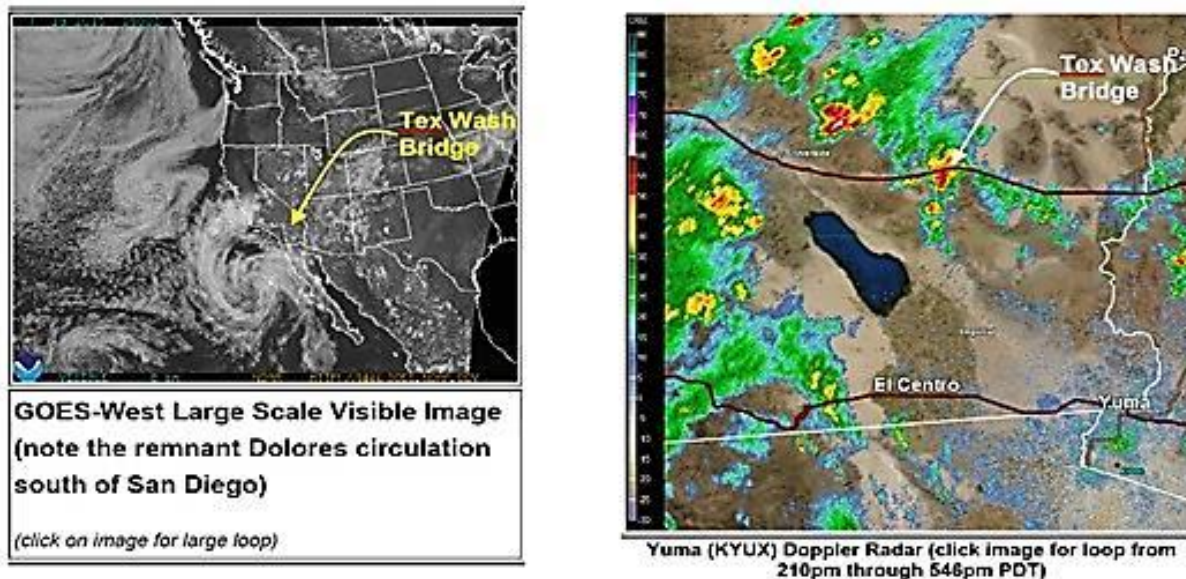 Tex Wash
Bridge
GOES-West Large Scale Visible Image
(note the remnant Dolores circulation
south of San Diego)
(click on image for large loop)
Tex Wash
Bridge
El Centro
Yuma
Yuma (KYUX) Doppler Radar (click image for loop from
210pm through 546pm PDT)